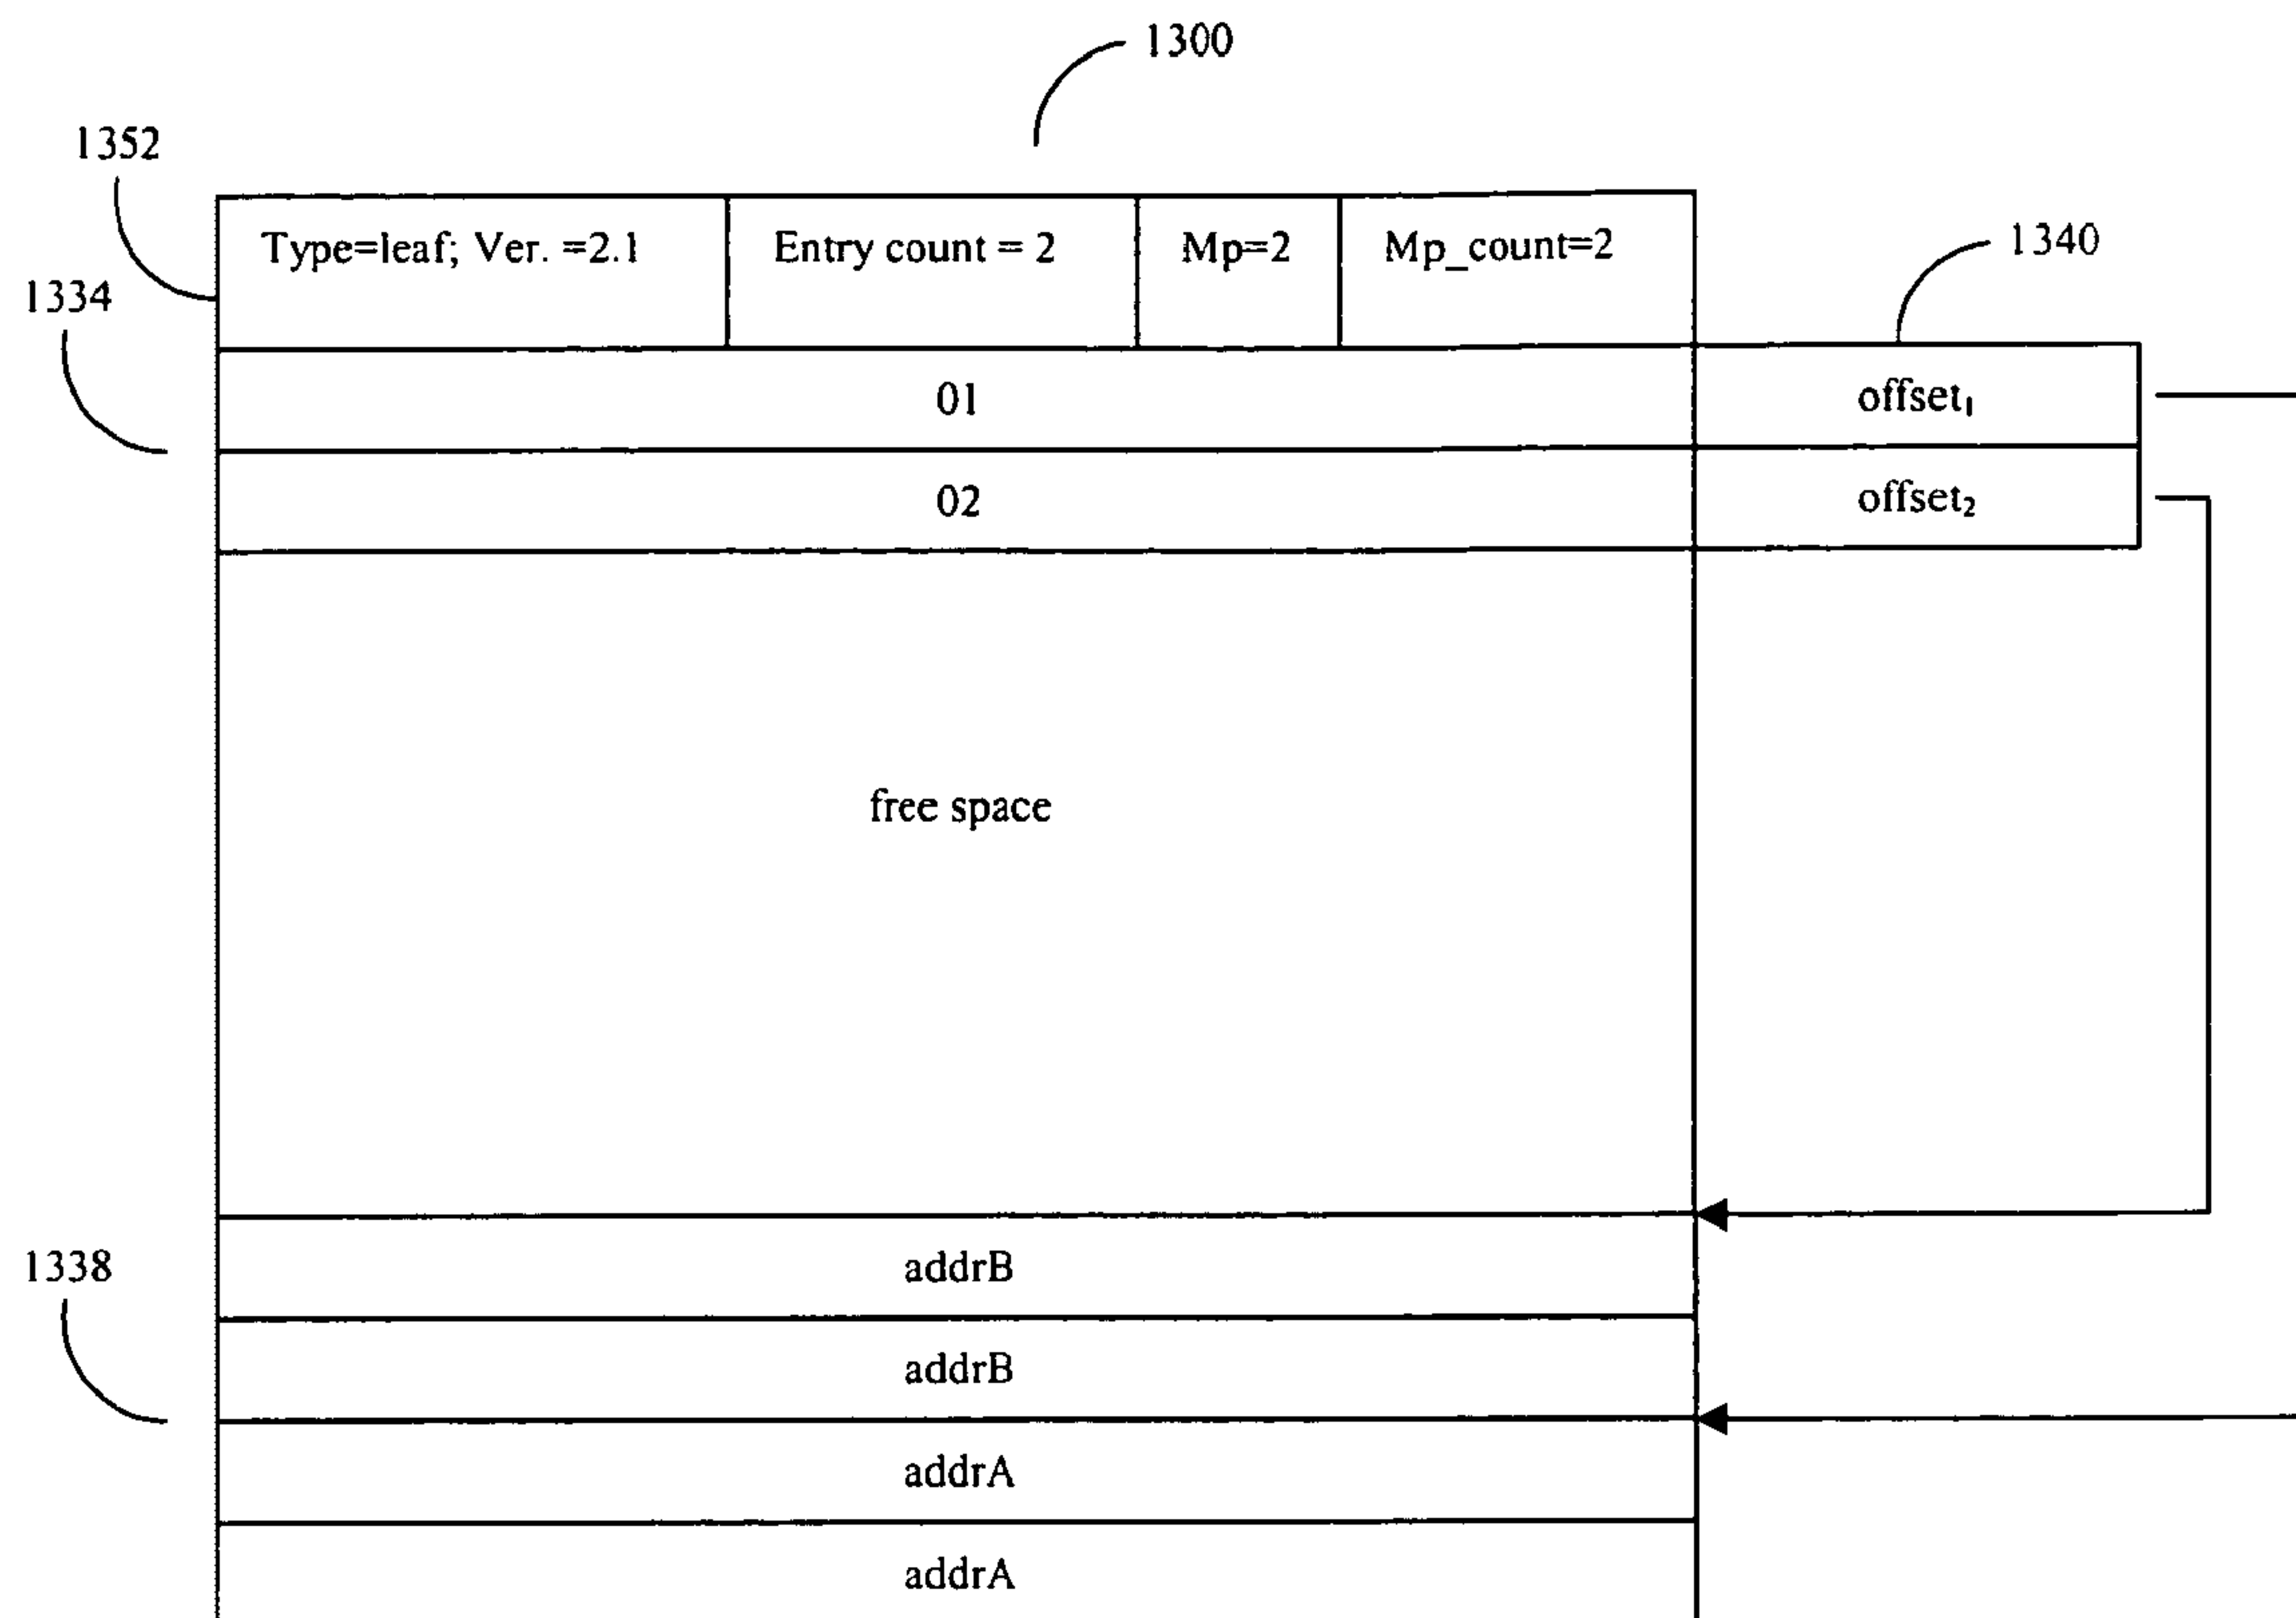 1300
1352
Type=leaf; Ver. =2.1 Entry count = 2 Mp=2 Mp_count=2
1340
1334
01 offset₁
02 offset₂
free space
addrB
1338
addrB
addrA
addrA